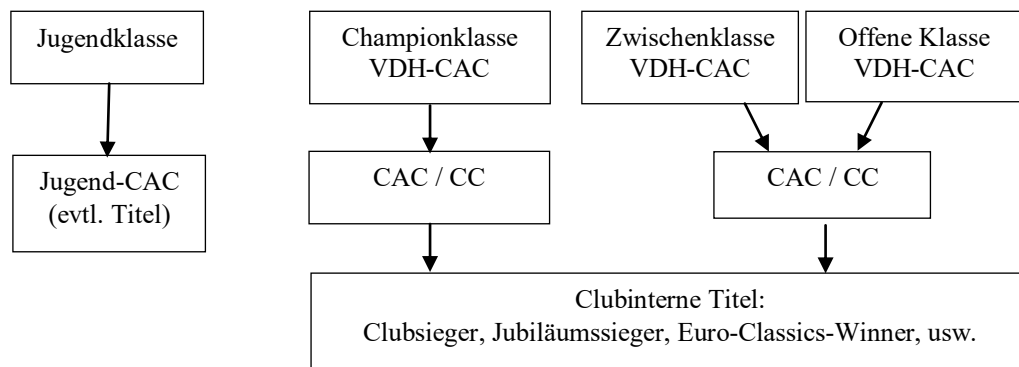 Jugendklasse
Championklasse
VDH-CAC
Zwischenklasse
VDH-CAC
Offene Klasse
VDH-CAC
Jugend-CAC
(evtl. Titel)
CAC / CC
CAC / CC
Clubinterne Titel:
Clubsieger, Jubiläumssieger, Euro-Classics-Winner, usw.